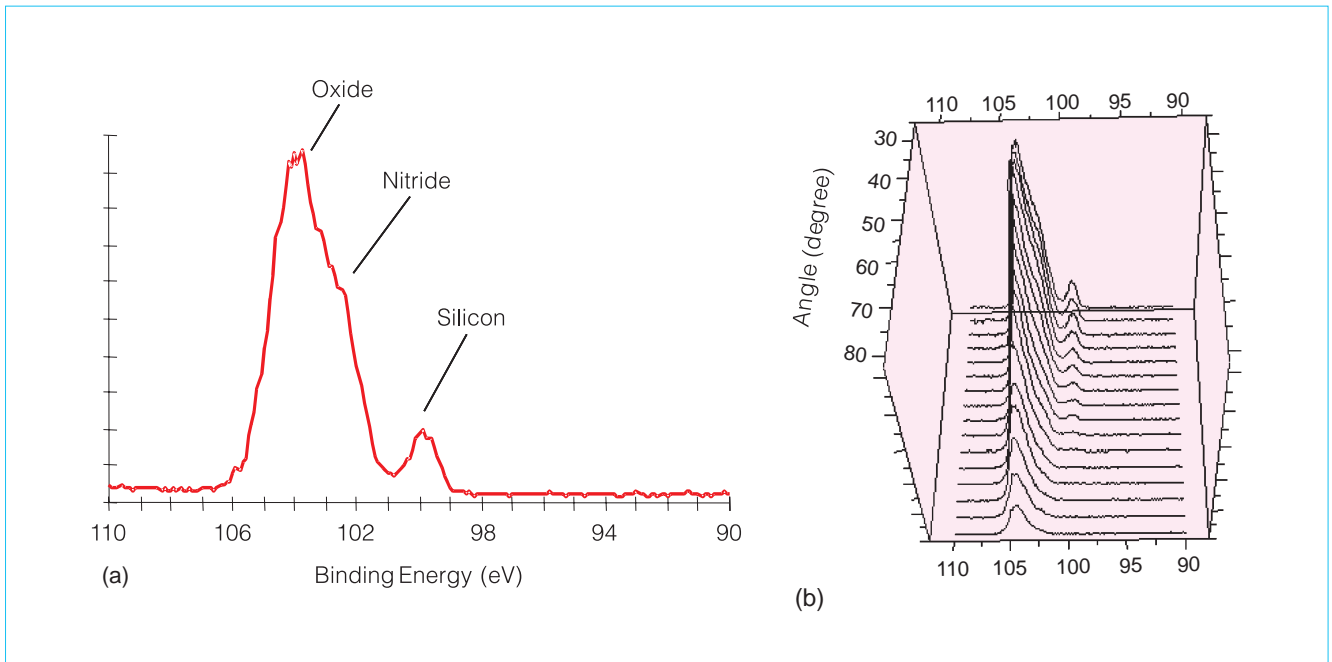 Oxide
Nitride
Silicon
110 106 102 98 94 90
Binding Energy (eV)
(a)
110 105 100 95 90
30
40
50
60
70
80
Angle (degree)
110 105 100 95 90
(b)